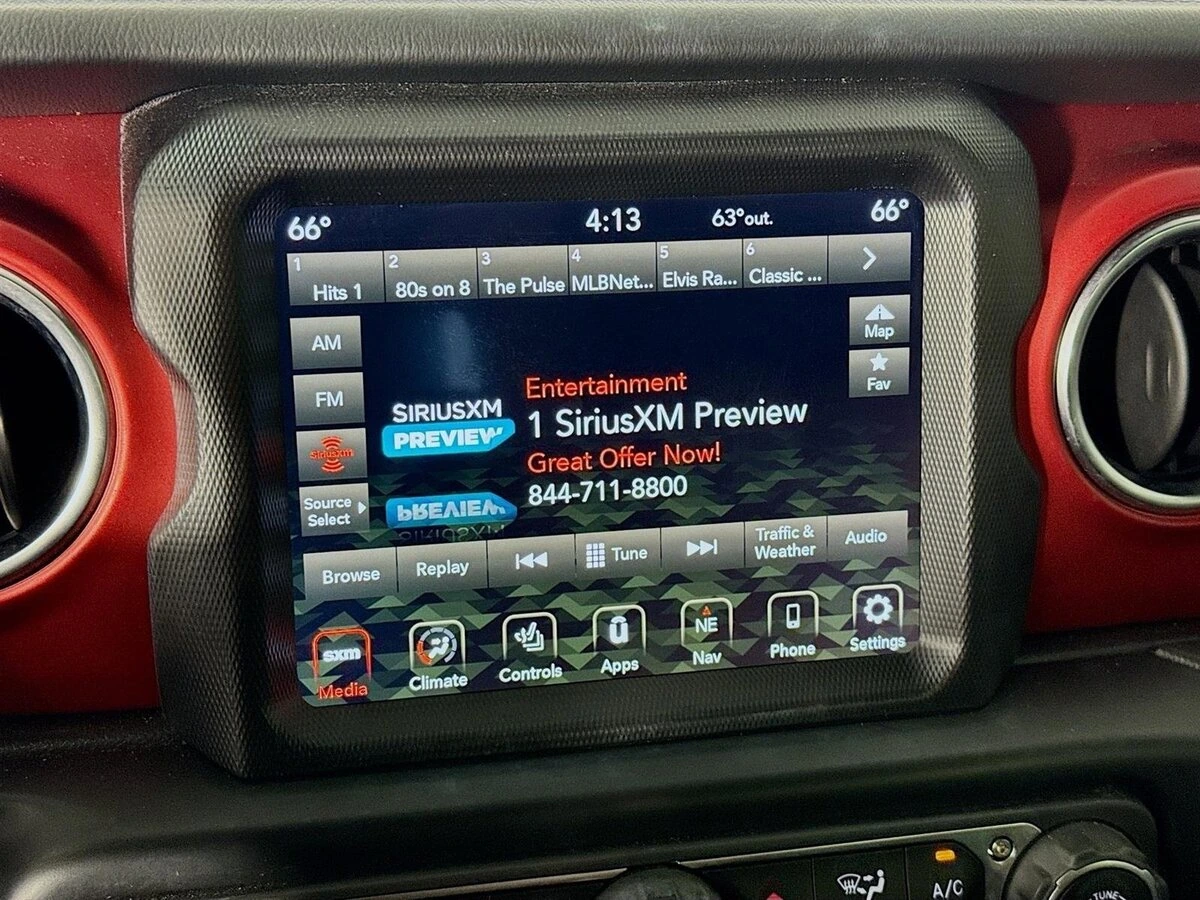 66°
4:13
63°out.
66°
1
Hits 1
2
80s on 8
3
The Pulse
4
MLBNet...
5
Elvis Ra...
6
Classic ...
AM
Map
FM
Fav
SIRIUSXM
PREVIEW
Entertainment
1 SiriusXM Preview
Great Offer Now!
844-711-8800
SiriusXM
Source
Select
PREVIEW
SIRIUSXM
Browse
Replay
Tune
Traffic &
Weather
Audio
sxm
Media
Climate
Controls
Apps
NE
Nav
Phone
Settings
A/C
TUNE